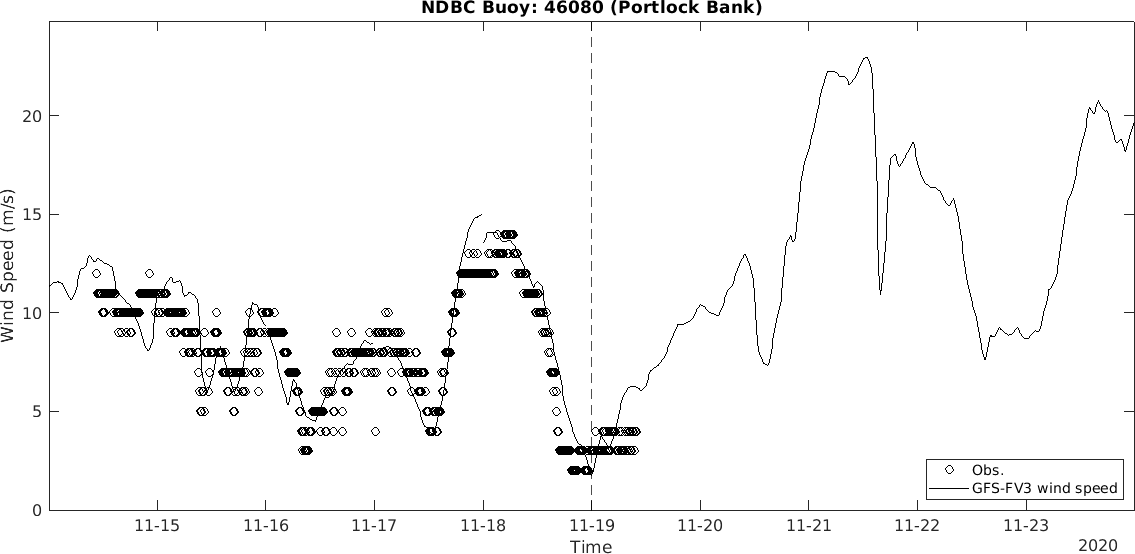 NDBC Buoy: 46080 (Portlock Bank)
20
15
10
5
0
Wind Speed (m/s)
11-15 11-16 11-17 11-18 11-19 11-20 11-21 11-22 11-23
Time
2020
Obs.
GFS-FV3 wind speed